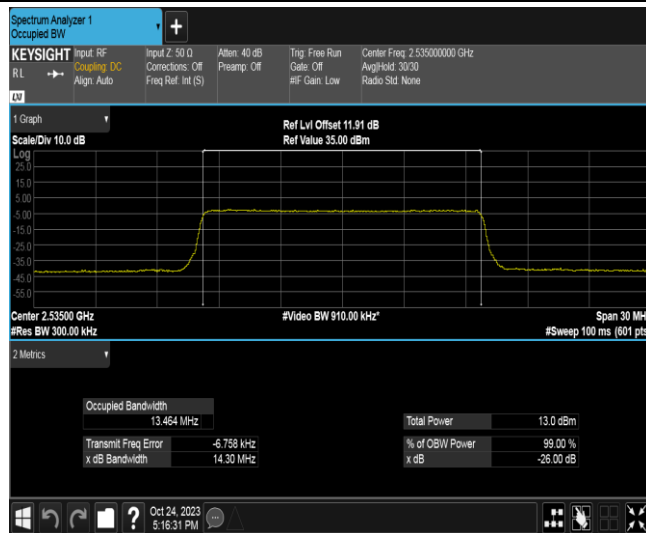 Spectrum Analyzer 1
Occupied BW
+
KEYSIGHT
RL
LXI
Input: RF
Coupling: DC
Align: Auto
Input Z: 50 Ω
Corrections: Off
Freq Ref: Int (S)
Atten: 40 dB
Preamp: Off
Trig: Free Run
Gate: Off
#IF Gain: Low
Center Freq: 2.535000000 GHz
Avg|Hold: 30/30
Radio Std: None
1 Graph
Scale/Div 10.0 dB
Ref Lvl Offset 11.91 dB
Ref Value 35.00 dBm
Log
25.0
15.0
5.00
-5.00
-15.0
-25.0
-35.0
-45.0
-55.0
Center 2.53500 GHz
#Res BW 300.00 kHz
#Video BW 910.00 kHz*
Span 30 MH
#Sweep 100 ms (601 pts
2 Metrics
Occupied Bandwidth
13.464 MHz
Transmit Freq Error -6.758 kHz
x dB Bandwidth 14.30 MHz
Total Power 13.0 dBm
% of OBW Power 99.00 %
x dB -26.00 dB
?
Oct 24, 2023
5:16:31 PM